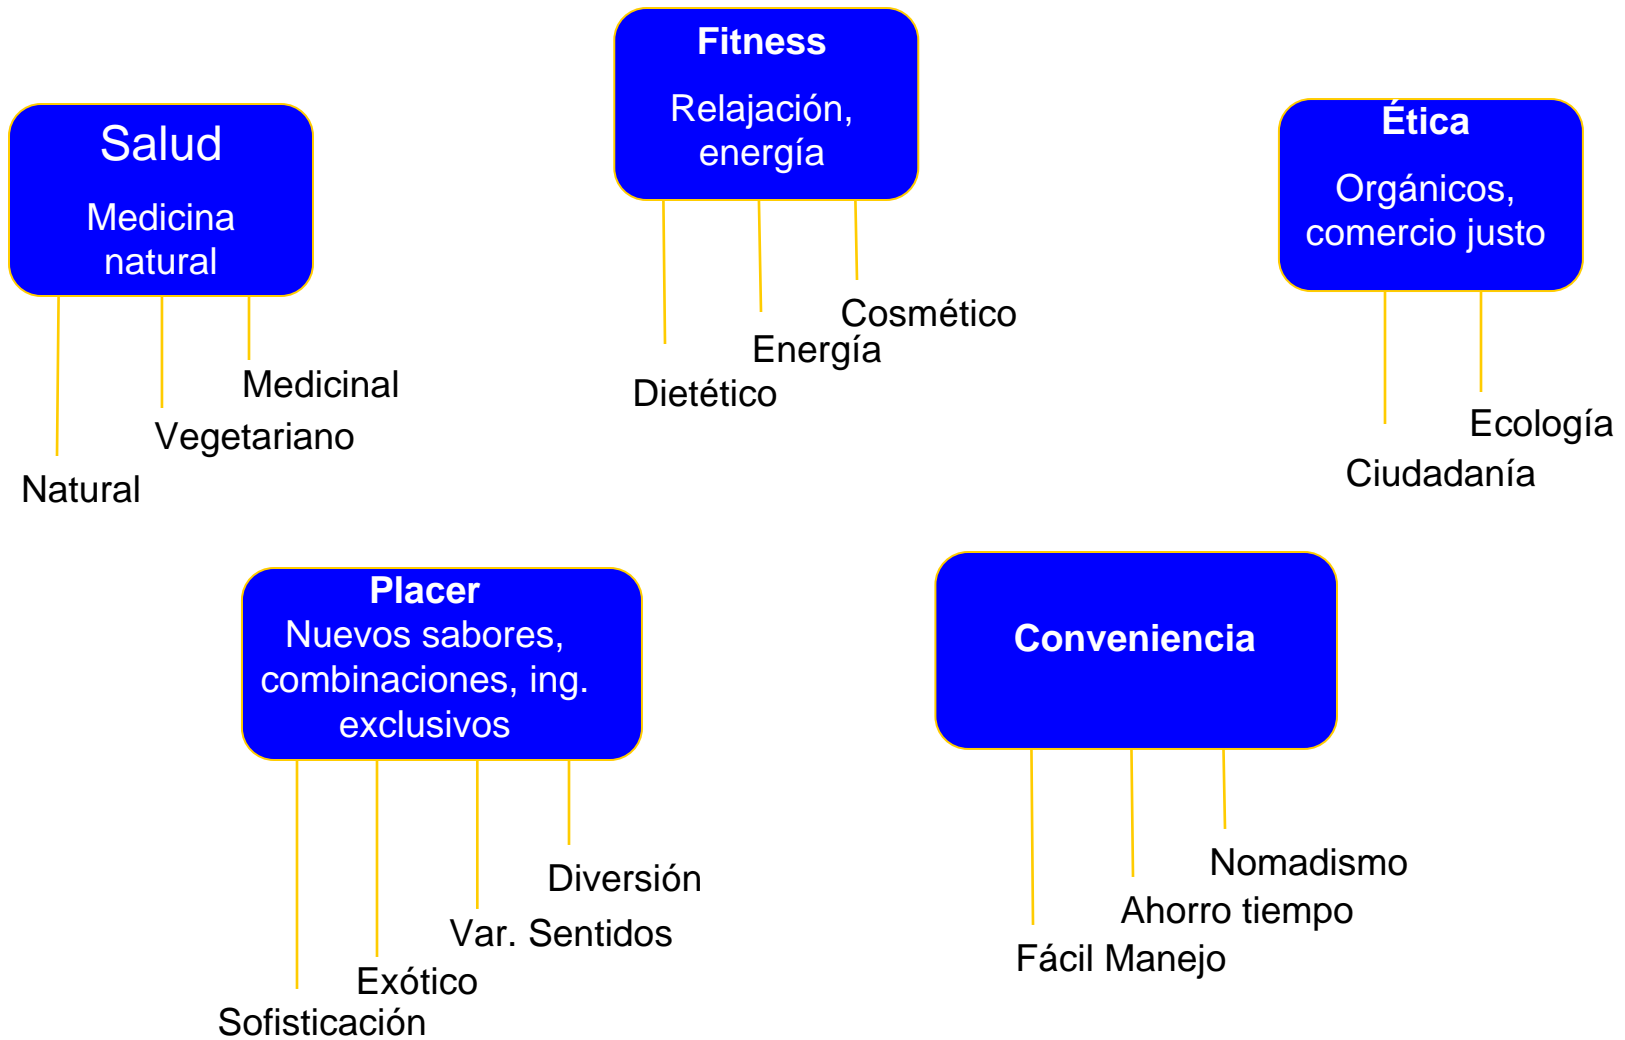 Salud
Medicina
natural
Medicinal
Vegetariano
Natural
Fitness
Relajación,
energía
Cosmético
Energía
Dietético
Ética
Orgánicos,
comercio justo
Ecología
Ciudadanía
Placer
Nuevos sabores,
combinaciones, ing.
exclusivos
Diversión
Var. Sentidos
Exótico
Sofisticación
Conveniencia
Nomadismo
Ahorro tiempo
Fácil Manejo